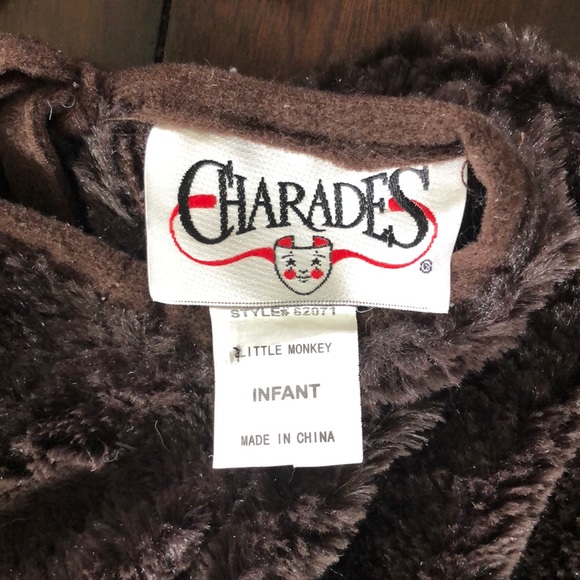 CHARADES
®
STYLE# 62071
LITTLE MONKEY
INFANT
MADE IN CHINA